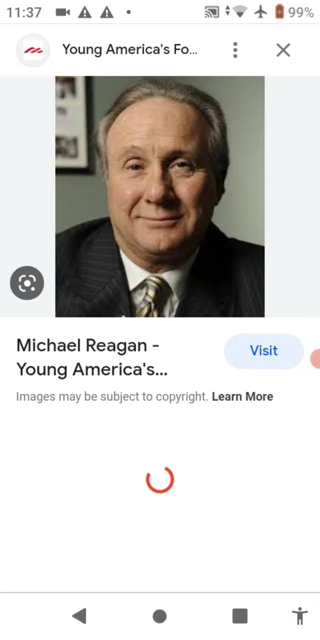 11:37 99%
Young America's Fo...
Michael Reagan -
Young America's...
Visit
Images may be subject to copyright. Learn More